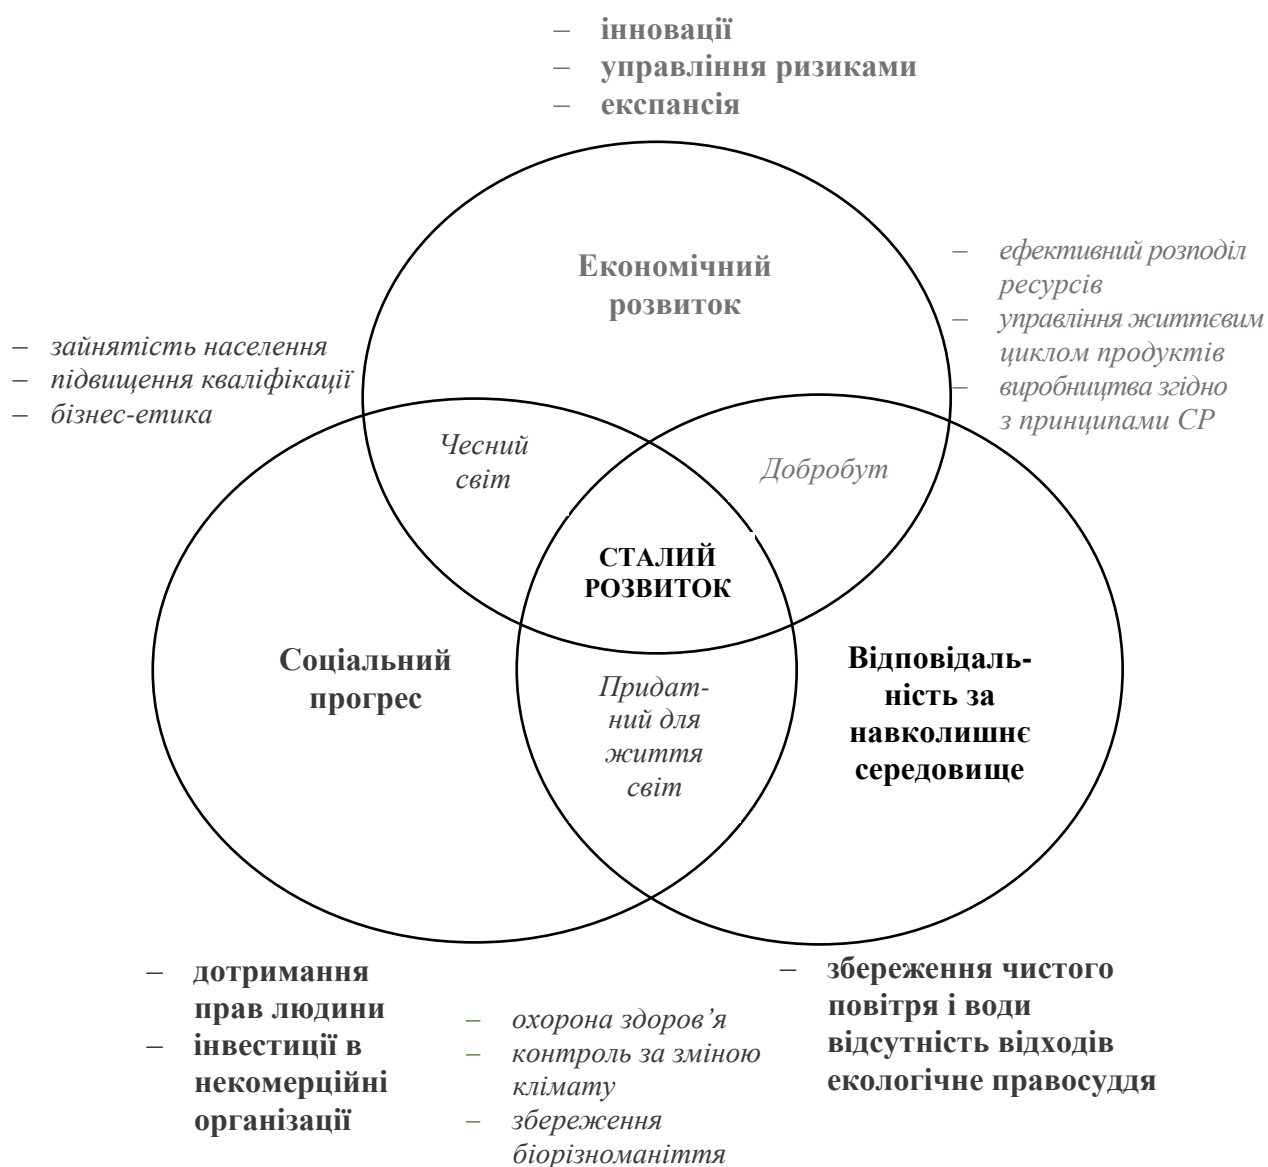 – інновації
– управління ризиками
– експансія
Економічний
розвиток
– ефективний розподіл
ресурсів
– управління життєвим
циклом продуктів
– виробництва згідно
з принципами СР
– зайнятість населення
– підвищення кваліфікації
– бізнес-етика
Чесний
світ
Добробут
СТАЛИЙ
РОЗВИТОК
Соціальний
прогрес
Придат-
ний для
життя
світ
Відповідаль-
ність за
навколишнє
середовище
– дотримання
прав людини
– інвестиції в
некомерційні
організації
– охорона здоров’я
– контроль за зміною
клімату
– збереження
біорізноманіття
– збереження чистого
повітря і води
відсутність відходів
екологічне правосуддя